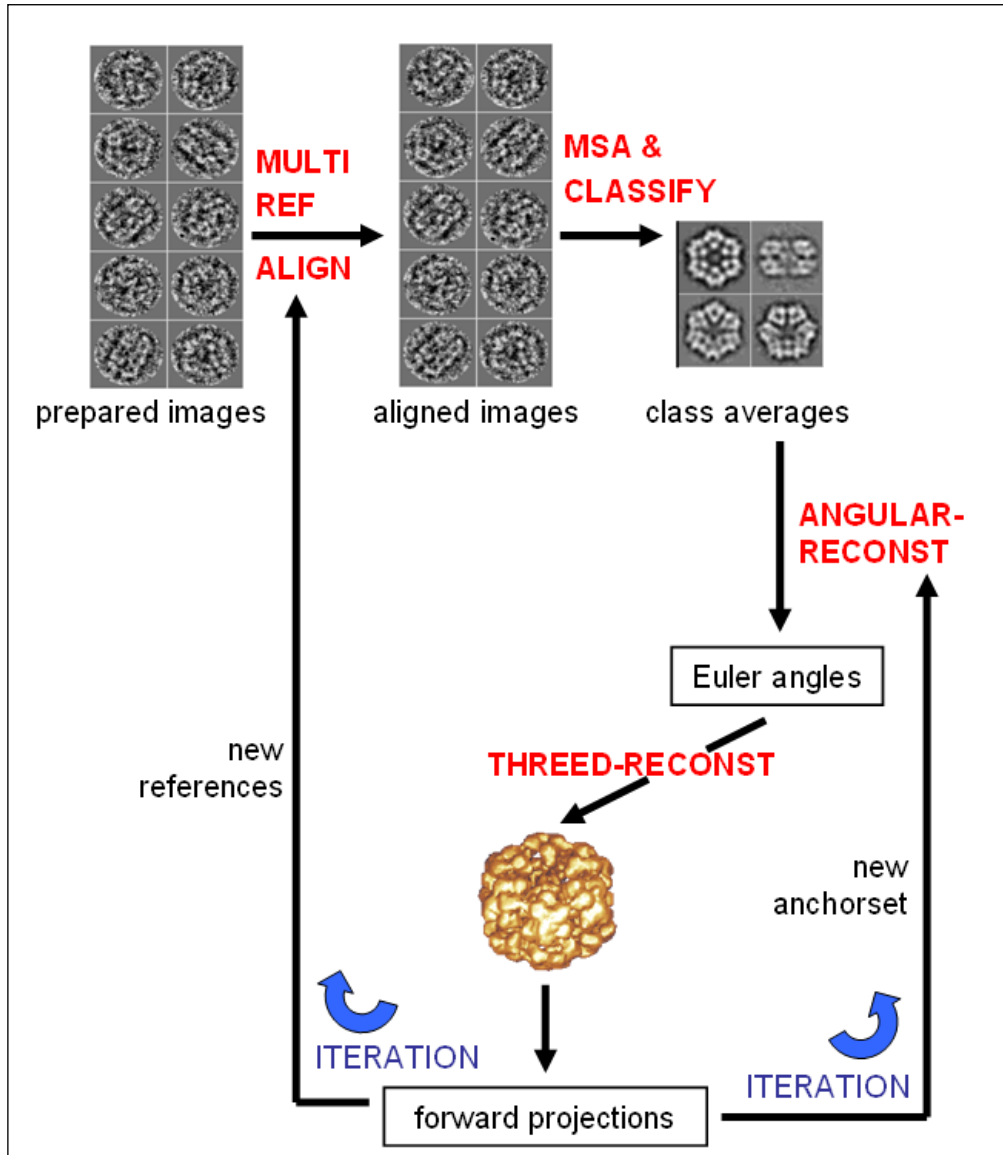 MULTI
REF
ALIGN
MSA &
CLASSIFY
prepared images
aligned images
class averages
ANGULAR-
RECONST
Euler angles
THREED-RECONST
new
references
new
anchorset
ITERATION
ITERATION
forward projections